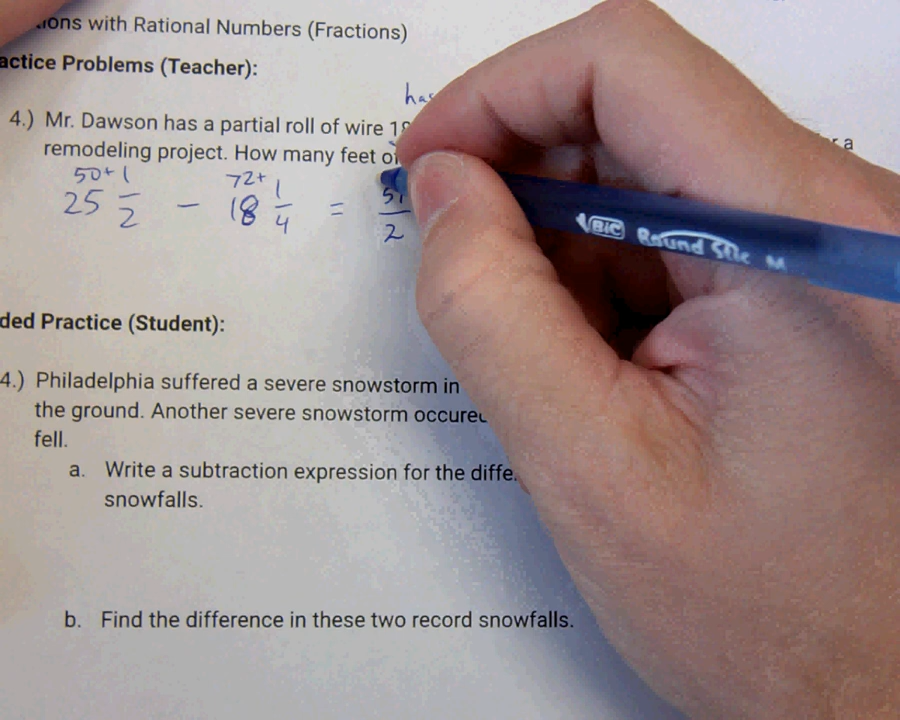 with Rational Numbers (Fractions)
Practice Problems (Teacher):
4.) Mr. Dawson has a partial roll of wire
remodeling project. How many feet
50+1 72+1
25 1/2 - 18 1/4 = 51/2
BIC Round Stic M
(Student):
4.) Philadelphia suffered a severe snowstorm in
the ground. Another severe snowstorm
fell.
a. Write a subtraction expression for the
snowfalls.
b. Find the difference in these two record snowfalls.